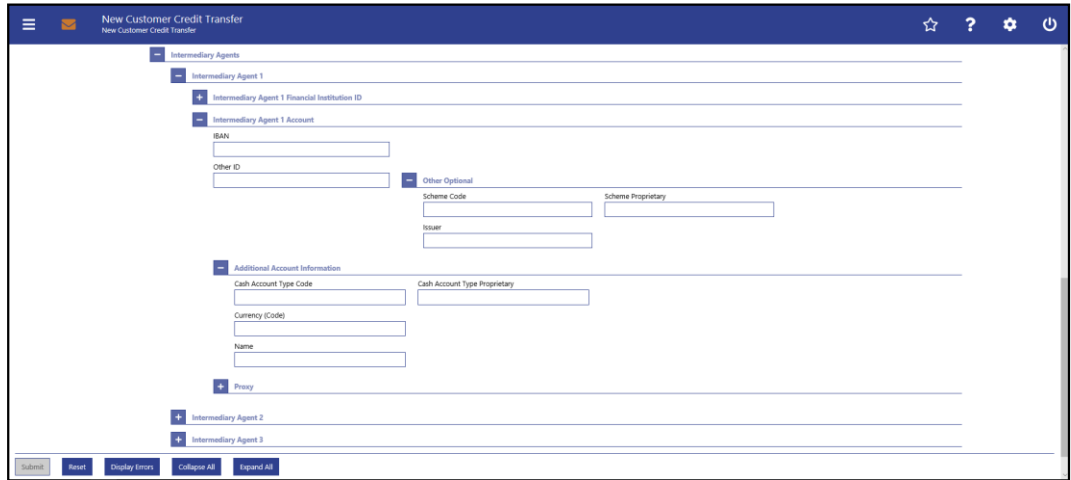 New Customer Credit Transfer
New Customer Credit Transfer
Intermediary Agents
Intermediary Agent 1
Intermediary Agent 1 Financial Institution ID
Intermediary Agent 1 Account
IBAN
Other ID
Other Optional
Scheme Code Scheme Proprietary
Issuer
Additional Account Information
Cash Account Type Code Cash Account Type Proprietary
Currency (Code)
Name
Proxy
Intermediary Agent 2
Intermediary Agent 3
Submit Reset Display Errors Collapse All Expand All